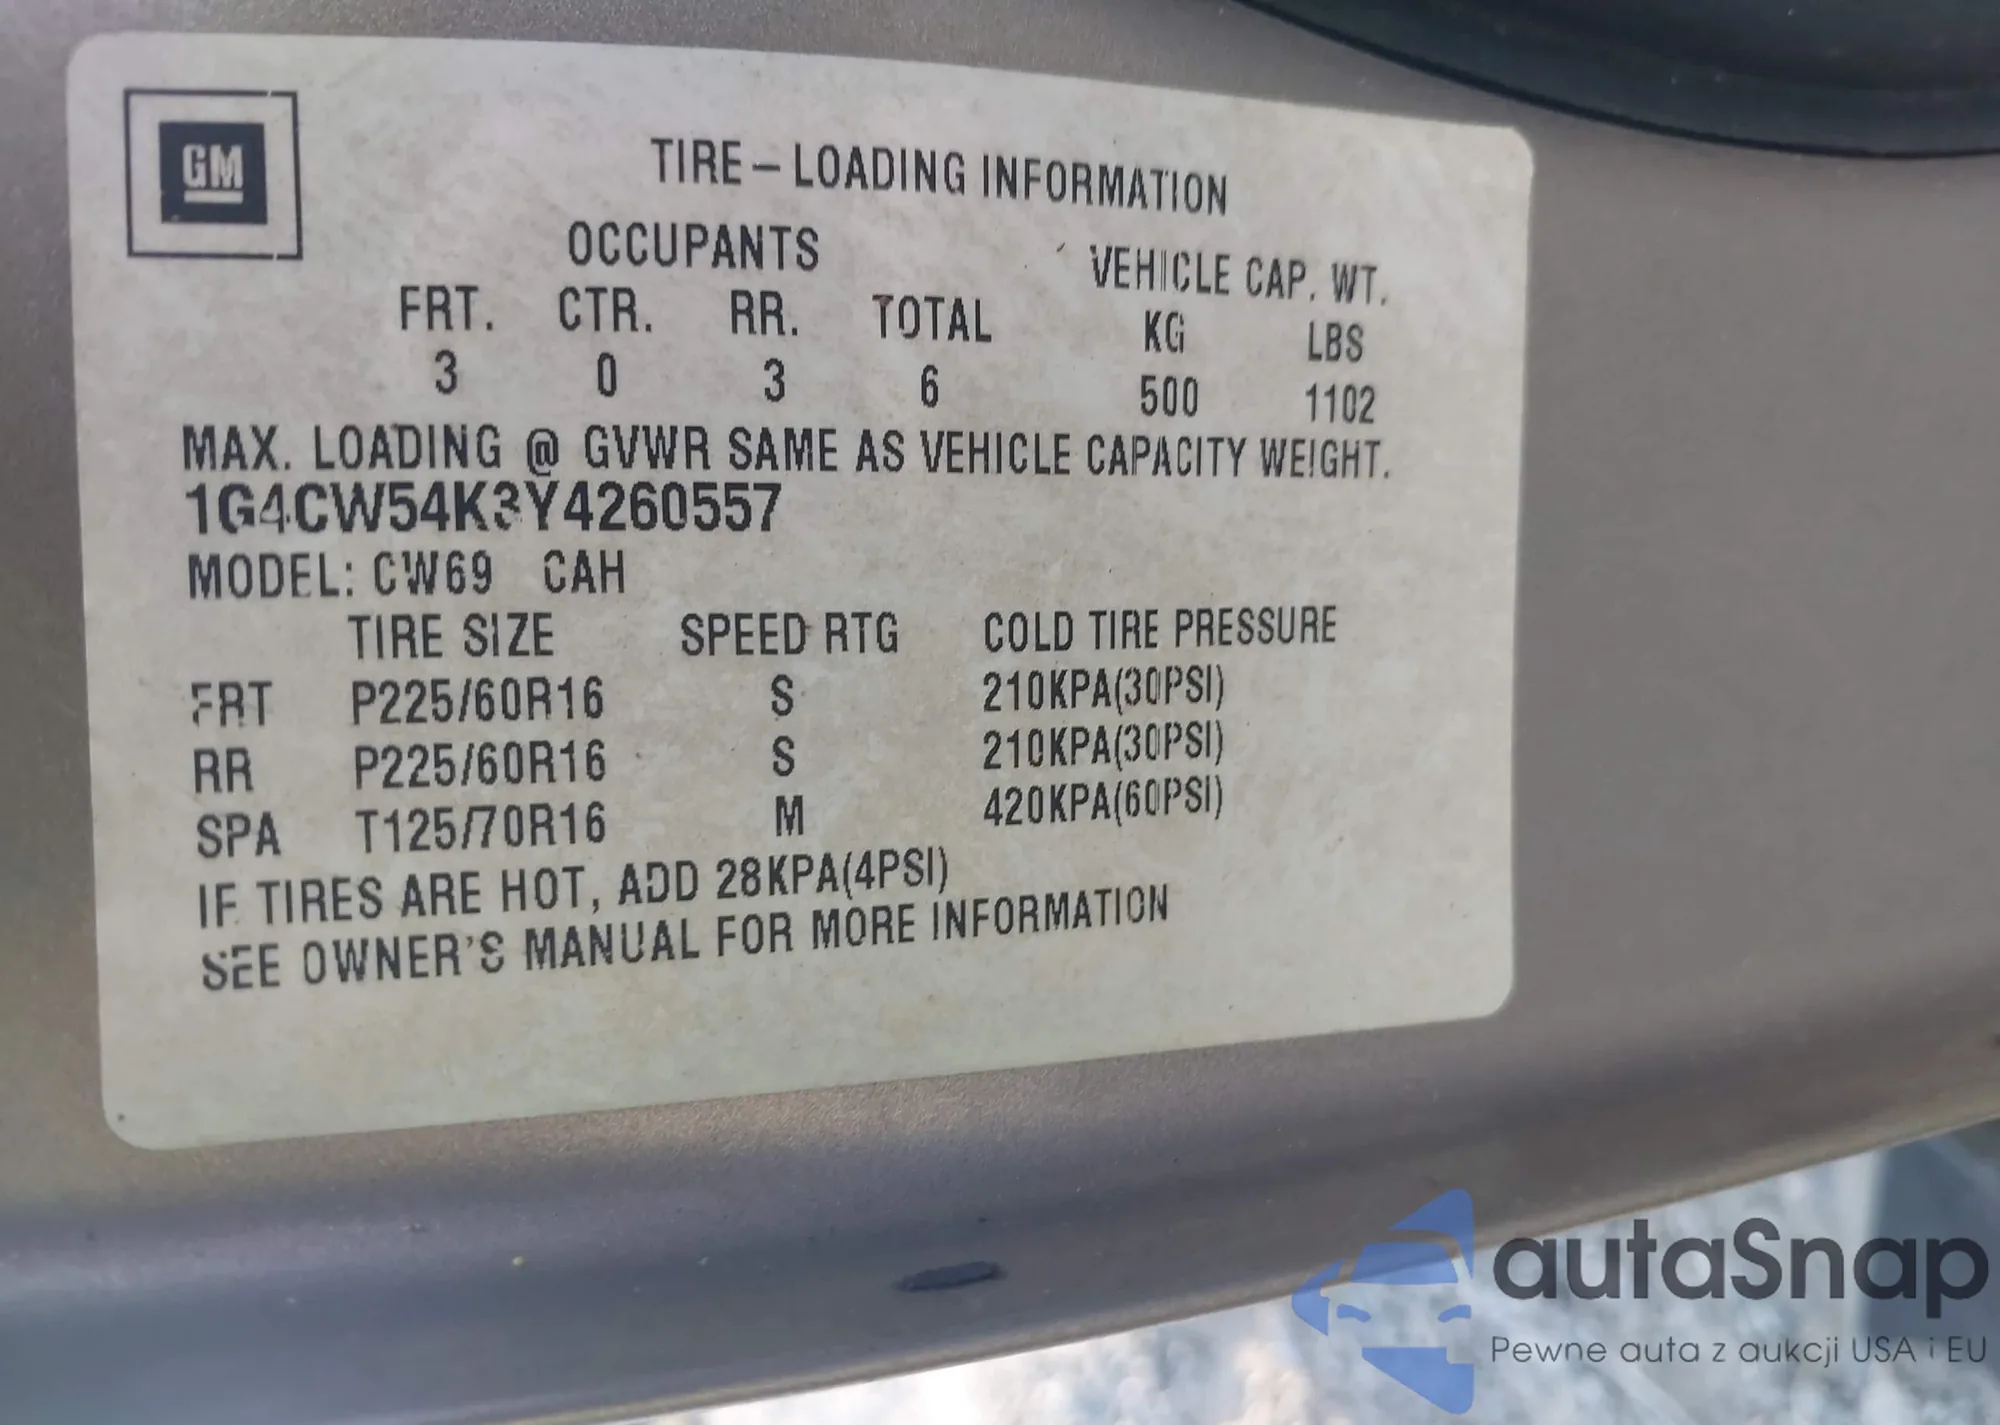 GM
TIRE – LOADING INFORMATION
OCCUPANTS VEHICLE CAP. WT.
FRT. CTR. RR. TOTAL KG LBS
3 0 3 6 500 1102
MAX. LOADING @ GVWR SAME AS VEHICLE CAPACITY WEIGHT.
1G4CW54K3Y4260557
MODEL: CW69 CAH
TIRE SIZE SPEED RTG COLD TIRE PRESSURE
FRT P225/60R16 S 210KPA(30PSI)
RR P225/60R16 S 210KPA(30PSI)
SPA T125/70R16 M 420KPA(60PSI)
IF TIRES ARE HOT, ADD 28KPA(4PSI)
SEE OWNER'S MANUAL FOR MORE INFORMATION
autaSnap
Pewne auta z aukcji USA i EU